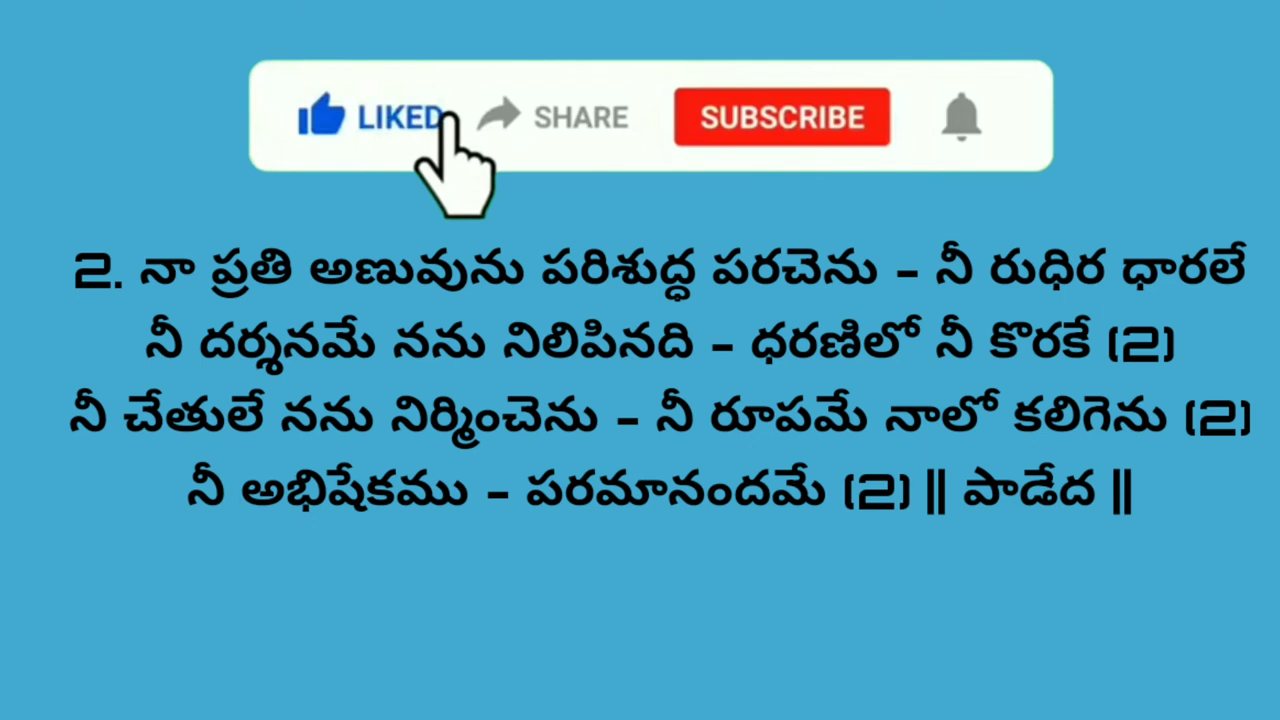 LIKED SHARE SUBSCRIBE
2. నా ప్రతి అణువును పరిశుద్ధ పరచెను - నీ రుధిర ధారలే
నీ దర్శనమే నను నిలిపినది - ధరణిలో నీ కొరకే (2)
నీ చేతులే నను నిర్మించెను - నీ రూపమే నాలో కలిగెను (2)
నీ అభిషేకము - పరమానందమే (2) || పాడేద ||